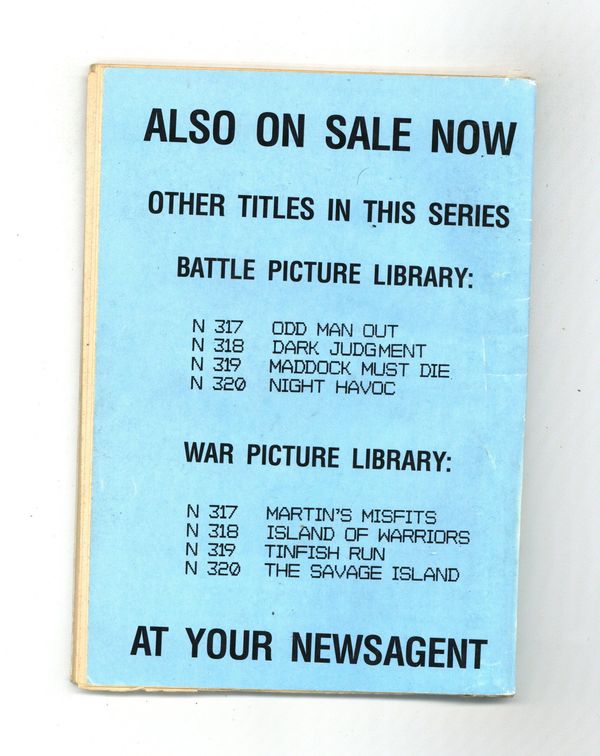 ALSO ON SALE NOW
OTHER TITLES IN THIS SERIES
BATTLE PICTURE LIBRARY:
N 317 ODD MAN OUT
N 318 DARK JUDGMENT
N 319 MADDOCK MUST DIE
N 320 NIGHT HAVOC
WAR PICTURE LIBRARY:
N 317 MARTIN'S MISFITS
N 318 ISLAND OF WARRIORS
N 319 TINFISH RUN
N 320 THE SAVAGE ISLAND
AT YOUR NEWSAGENT